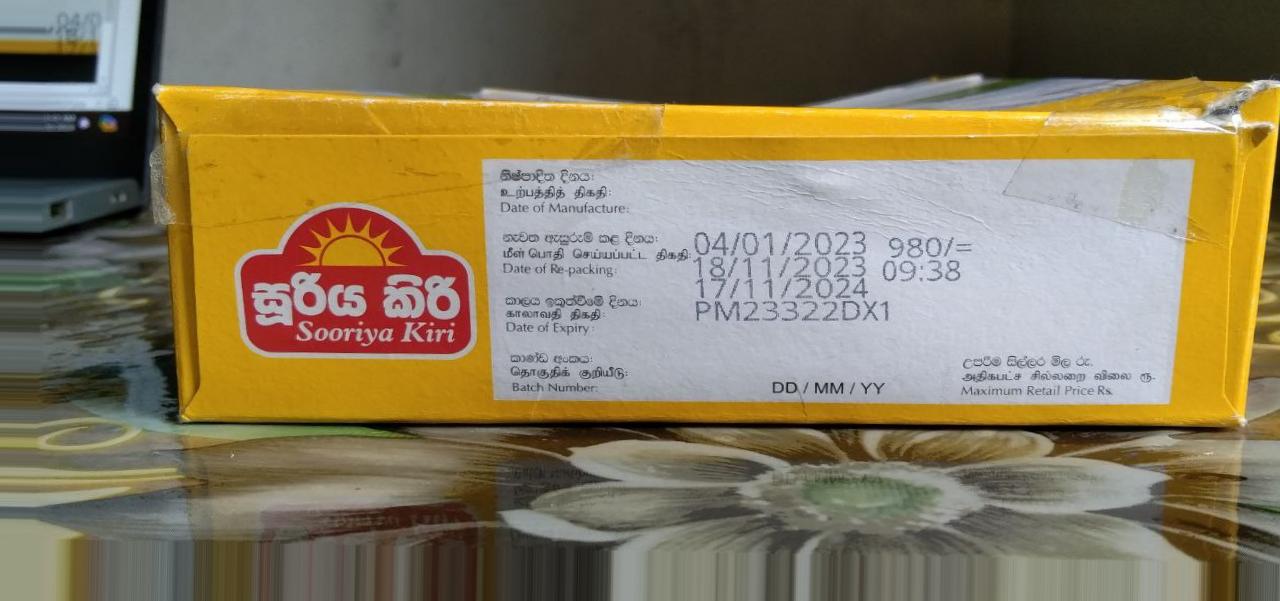 සූරිය කිරි
Sooriya Kiri
නිෂ්පාදිත දිනය:
உற்பத்தித் திகதி:
Date of Manufacture:
නැවත ඇසුරුම් කළ දිනය:
மீள் பொதி செய்யப்பட்ட திகதி:
Date of Re-packing:
04/01/2023 980/=
18/11/2023 09:38
17/11/2024
PM23322DX1
කාලය ඉකුත්වීමේ දිනය:
காலாவதி திகதி:
Date of Expiry:
කාණ්ඩ අංකය:
தொகுதிக் குறியீடு:
Batch Number:
DD / MM / YY
උපරිම සිල්ලර මිල රු.
அதிகபட்ச சில்லறை விலை ரூ.
Maximum Retail Price Rs.